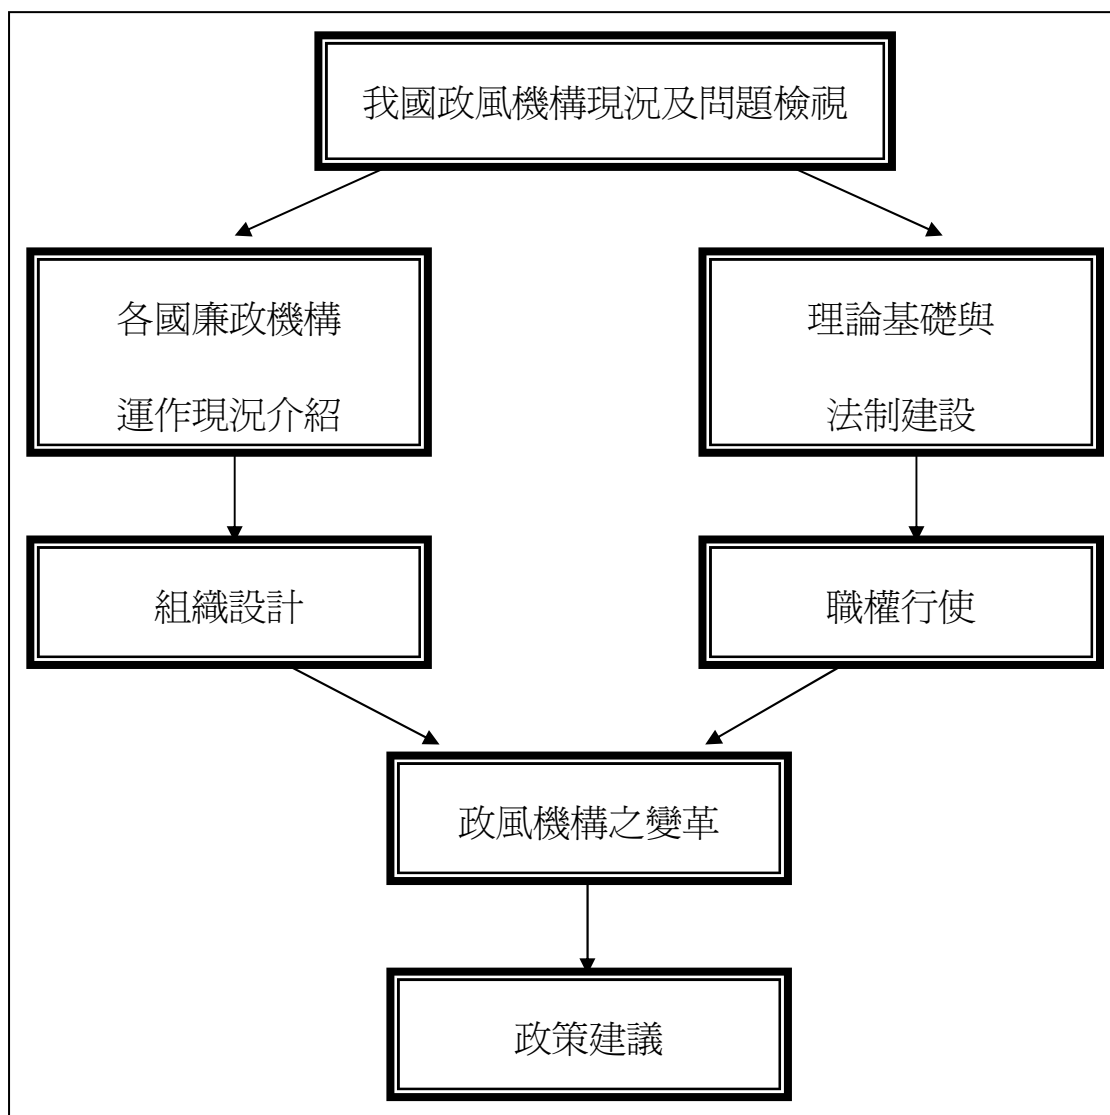 我國政風機構現況及問題檢視
各國廉政機構
運作現況介紹
理論基礎與
法制建設
組織設計
職權行使
政風機構之變革
政策建議